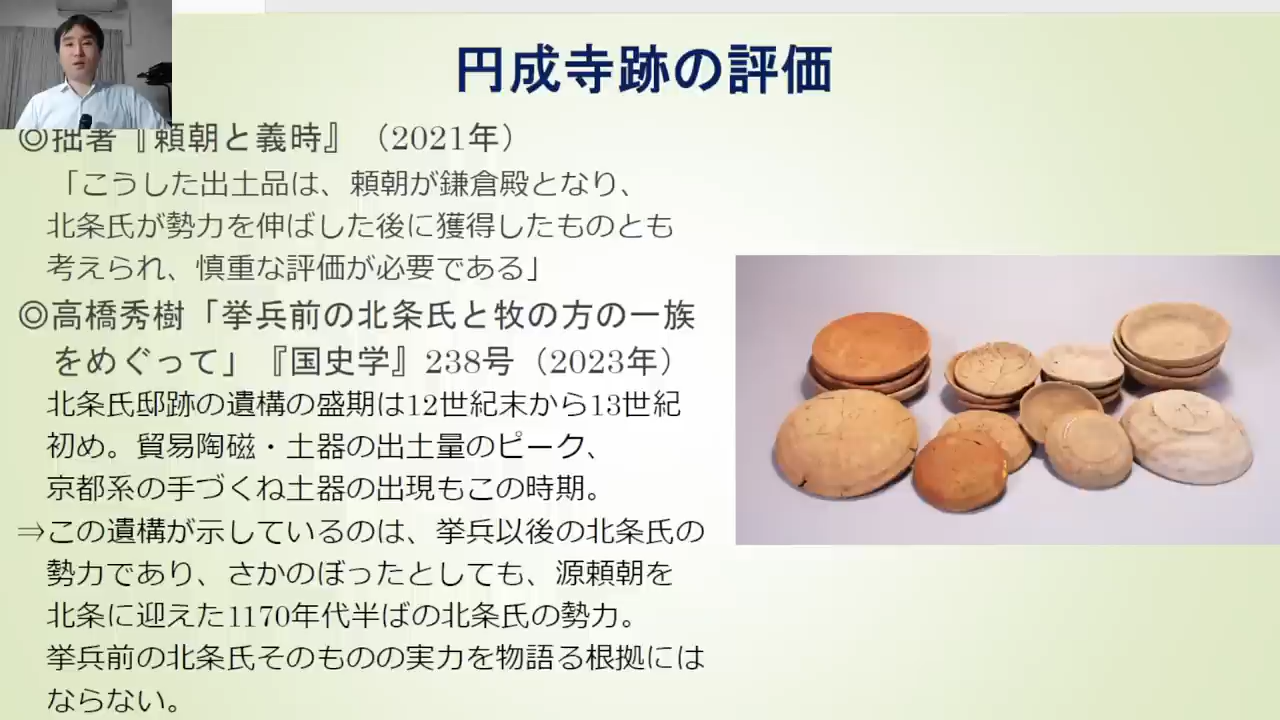 円成寺跡の評価
◎拙著『頼朝と義時』（2021年）
「こうした出土品は、頼朝が鎌倉殿となり、
北条氏が勢力を伸ばした後に獲得したものとも
考えられ、慎重な評価が必要である」
◎高橋秀樹「挙兵前の北条氏と牧の方の一族
をめぐって」『国史学』238号（2023年）
北条氏邸跡の遺構の盛期は12世紀末から13世紀
初め。貿易陶磁・土器の出土量のピーク、
京都系の手づくね土器の出現もこの時期。
⇒この遺構が示しているのは、挙兵以後の北条氏の
勢力であり、さかのぼったとしても、源頼朝を
北条に迎えた1170年代半ばの北条氏の勢力。
挙兵前の北条氏そのものの実力を物語る根拠には
ならない。